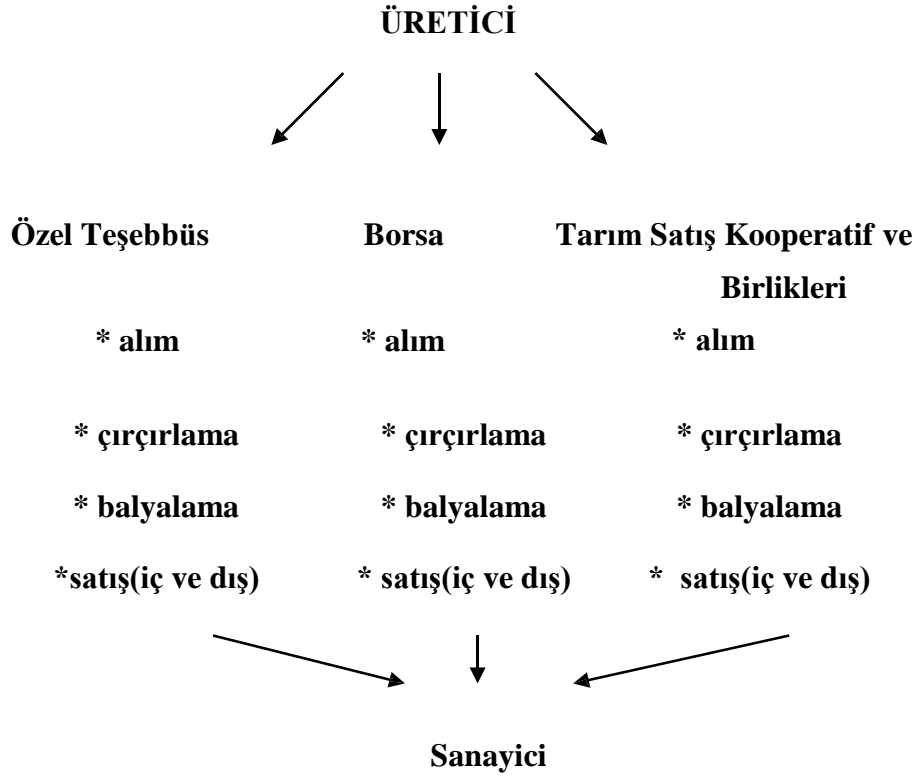 ÜRETİCİ
Özel Teşebbüs Borsa Tarım Satış Kooperatif ve
Birlikleri
* alım * alım * alım
* çırçırlama * çırçırlama * çırçırlama
* balyalama * balyalama * balyalama
*satış(iç ve dış) * satış(iç ve dış) * satış(iç ve dış)
Sanayici